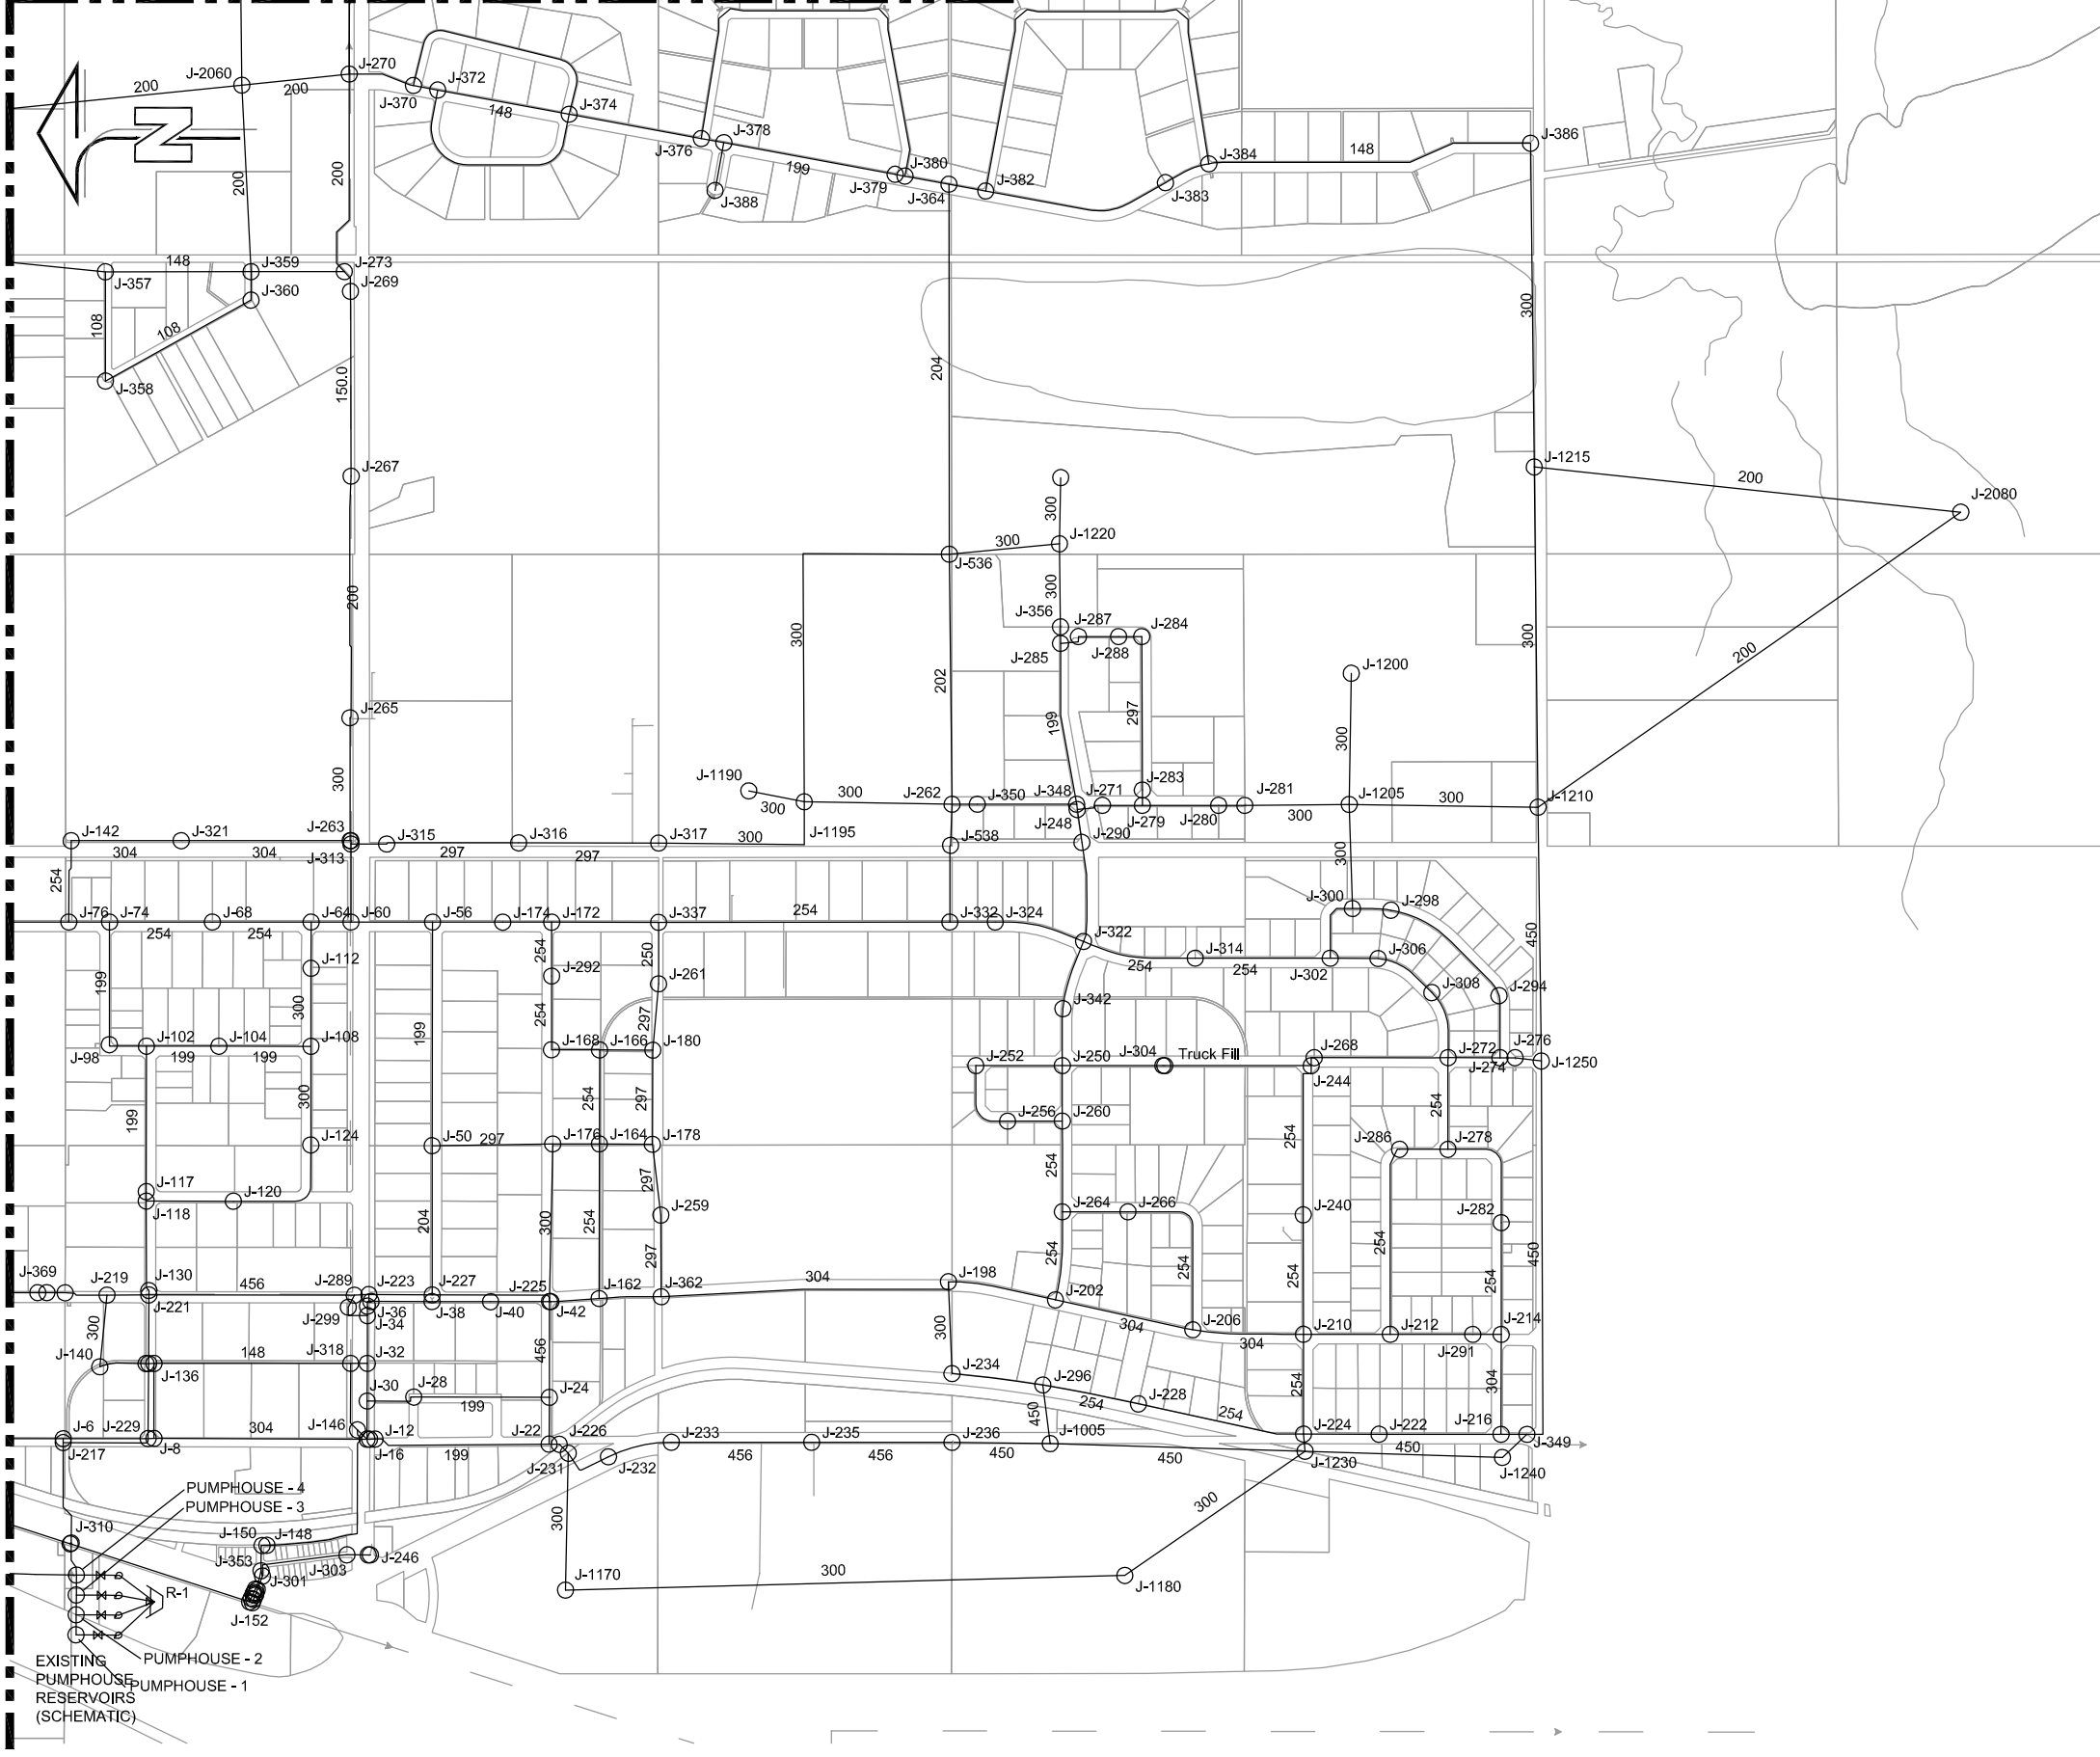 J-2060
J-270
200
200
J-370
J-372
148
J-374
N
J-376
J-378
J-388
199
J-379
J-380
J-364
J-382
J-383
J-384
148
J-386
200
200
J-357
148
J-359
J-360
J-273
J-269
108
108
J-358
150.0
204
300
J-267
J-1215
200
J-2080
300
J-1220
300
J-536
200
300
300
J-356
J-287
J-284
J-285
J-288
300
200
202
J-1200
J-265
199
297
300
300
J-1190
300
300
J-262
J-350
J-348
J-271
J-283
J-281
J-1205
300
J-1210
J-142
J-321
J-263
J-315
J-316
J-317
300
J-1195
J-538
J-248
J-290
J-279
J-280
300
304
304
J-313
297
297
300
254
J-76
J-74
J-68
J-64
J-60
J-56
J-174
J-172
J-337
254
J-332
J-324
J-300
J-298
254
254
J-322
J-314
J-306
450
J-112
254
250
254
254
J-302
199
J-292
J-261
J-308
J-294
300
254
297
J-342
J-98
J-102
J-104
J-108
199
J-168
J-166
J-180
J-252
J-250
J-304
Truck Fill
J-268
J-272
J-276
199
199
J-274
J-1250
J-244
300
254
297
J-256
J-260
199
254
254
J-124
J-50
297
J-176
J-164
J-178
J-286
J-278
297
254
J-117
J-120
J-118
J-259
J-264
J-266
J-240
J-282
204
300
254
254
254
450
297
254
254
254
J-369
J-219
J-130
456
J-289
J-223
J-227
J-225
J-162
J-362
304
J-198
J-221
J-36
J-38
J-40
J-42
J-202
J-299
J-34
300
300
304
J-206
J-210
J-212
J-214
304
J-291
J-140
J-136
148
J-318
J-32
456
J-234
J-30
J-28
J-24
J-296
J-228
199
254
254
254
304
450
J-6
J-229
J-8
304
J-146
J-12
J-22
J-226
J-233
J-235
J-236
J-1005
J-224
J-222
J-216
J-349
J-217
J-16
199
J-231
J-232
456
456
450
450
J-1230
450
J-1240
PUMPHOUSE - 4
PUMPHOUSE - 3
300
300
J-310
J-150
J-148
J-353
J-303
J-246
J-301
300
J-1170
J-1180
R-1
J-152
PUMPHOUSE - 2
EXISTING
PUMPHOUSE
RESERVOIRS
(SCHEMATIC)
PUMPHOUSE - 1